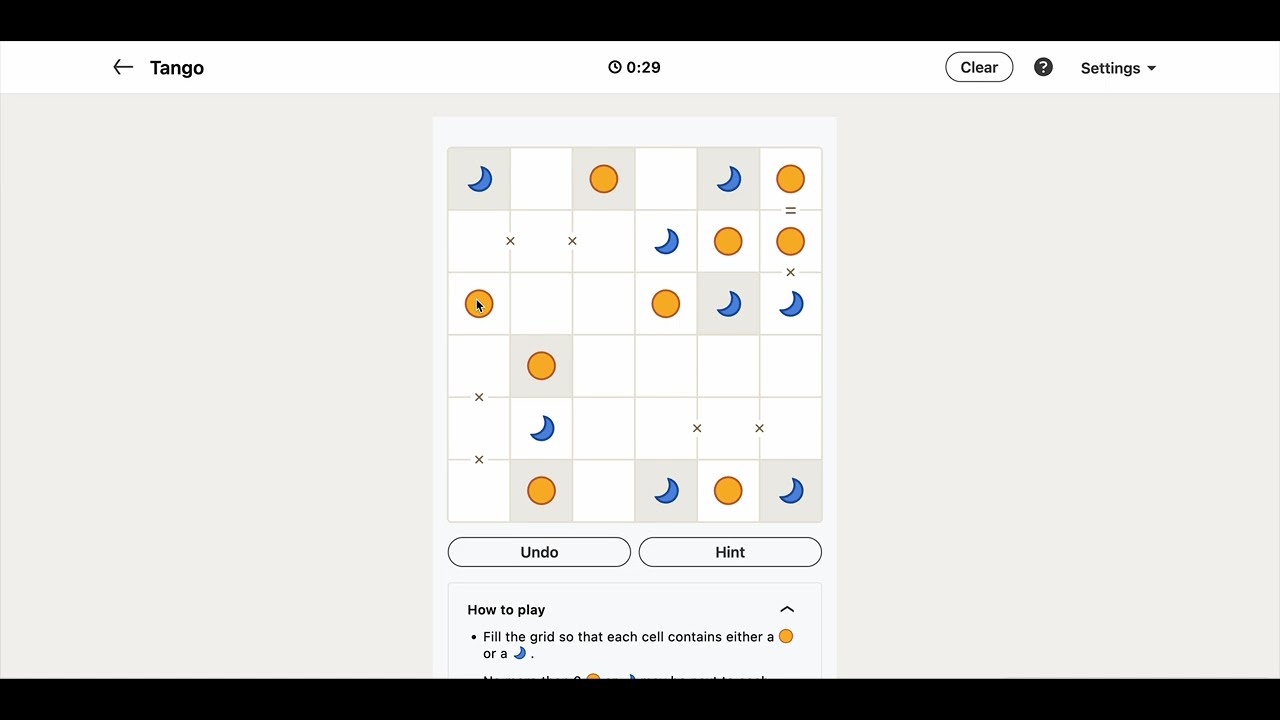 Tango
0:29
Clear
?
Settings
=
×
×
×
×
×
×
×
Undo
Hint
How to play
• Fill the grid so that each cell contains either a
or a .